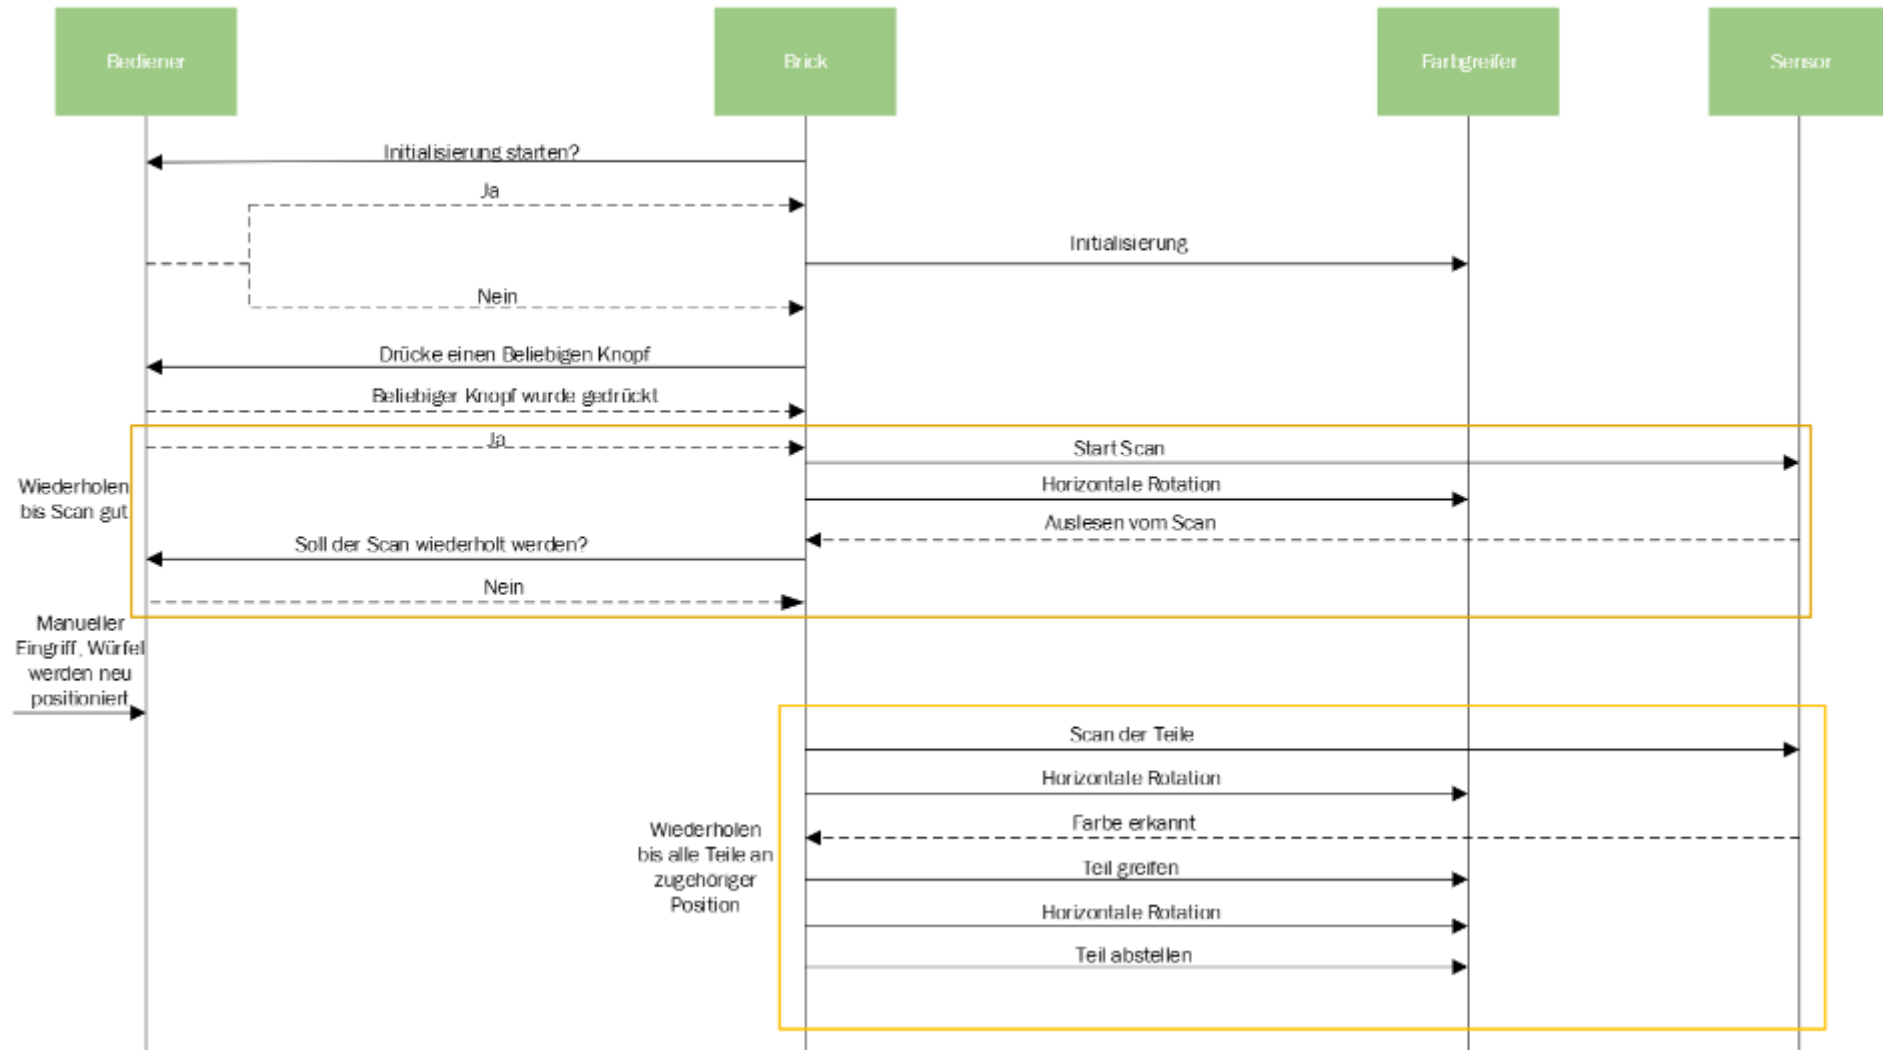 Bediener
Brick
Farbgreifer
Sensor
Initialisierung starten?
Ja
Initialisierung
Nein
Drücke einen Beliebigen Knopf
Beliebiger Knopf wurde gedrückt
Ja
Start Scan
Wiederholen
bis Scan gut
Horizontale Rotation
Auslesen vom Scan
Soll der Scan wiederholt werden?
Nein
Manueller
Eingriff, Würfel
werden neu
positioniert
Scan der Teile
Horizontale Rotation
Farbe erkannt
Wiederholen
bis alle Teile an
zugehöriger
Position
Teil greifen
Horizontale Rotation
Teil abstellen